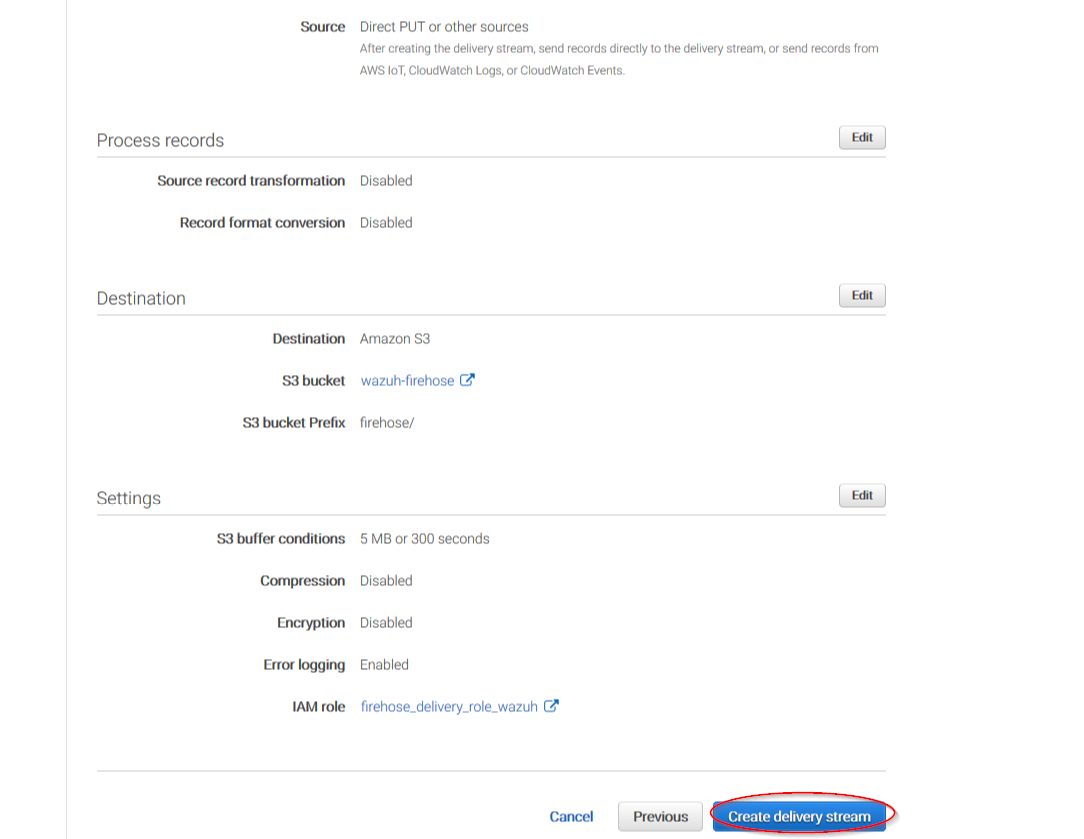 Source Direct PUT or other sources
After creating the delivery stream, send records directly to the delivery stream, or send records from
AWS IoT, CloudWatch Logs, or CloudWatch Events.
Process records Edit
Source record transformation Disabled
Record format conversion Disabled
Destination Edit
Destination Amazon S3
S3 bucket wazuh-firehose
S3 bucket Prefix firehose/
Settings Edit
S3 buffer conditions 5 MB or 300 seconds
Compression Disabled
Encryption Disabled
Error logging Enabled
IAM role firehose_delivery_role_wazuh
Cancel Previous Create delivery stream